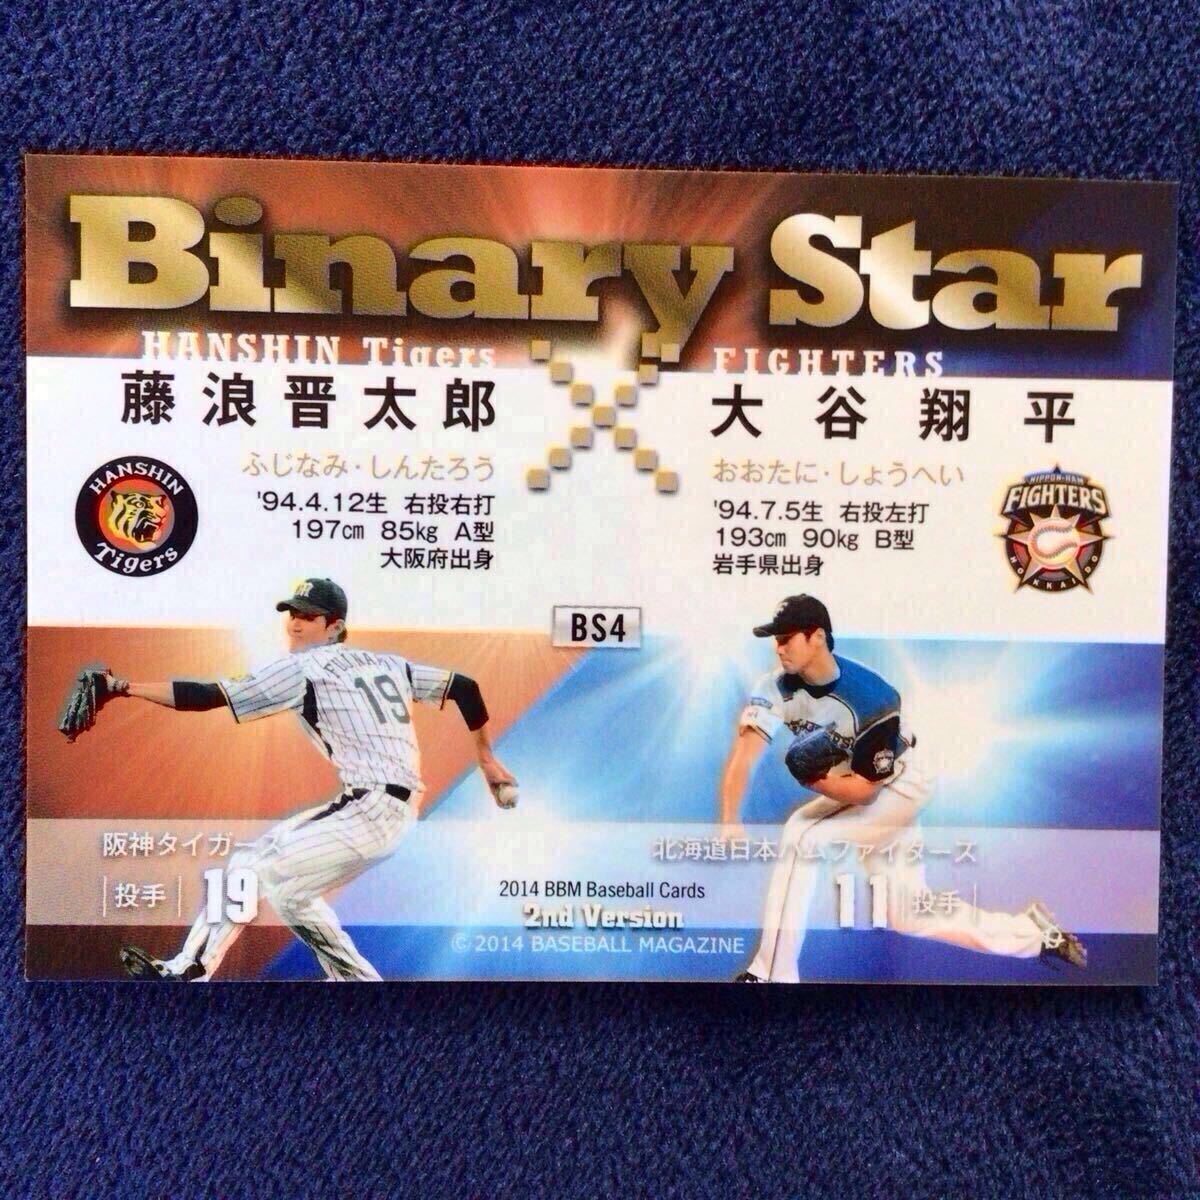 Binary Star
HANSHIN Tigers
藤浪晋太郎
ふじなみ・しんたろう
'94.4.12生 右投右打
197㎝ 85㎏ A型
大阪府出身
HANSHIN
Tigers
FIGHTERS
大谷翔平
おおたに・しょうへい
'94.7.5生 右投左打
193㎝ 90㎏ B型
岩手県出身
NIPPON-HAM
FIGHTERS
HOKKAIDO
BS4
FUJINAMI
19
阪神タイガース
投手 19
北海道日本ハムファイターズ
11 投手
2014 BBM Baseball Cards
2nd Version
© 2014 BASEBALL MAGAZINE